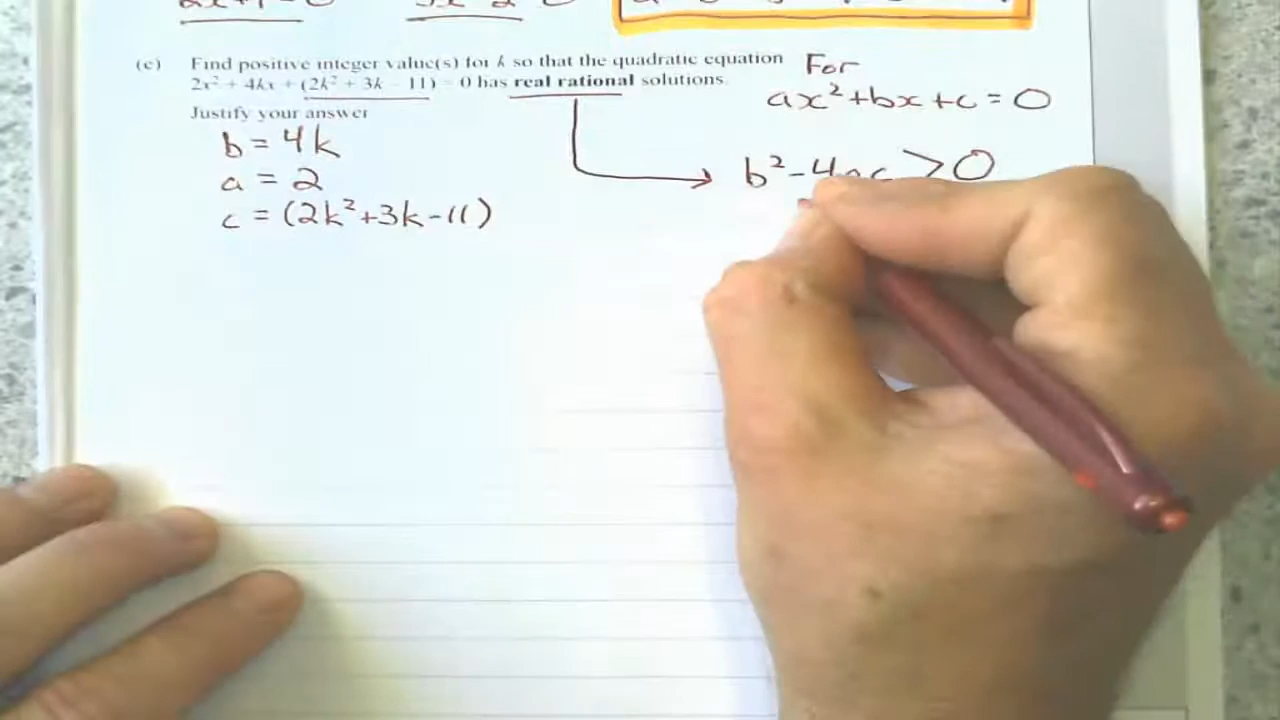 (c) Find positive integer value(s) for k so that the quadratic equation
2x² + 4kx + (2k² + 3k − 11) = 0 has real rational solutions.
Justify your answer
For
ax²+bx+c=0
b = 4k
a = 2
c = (2k²+3k-11)
b²-4ac > 0